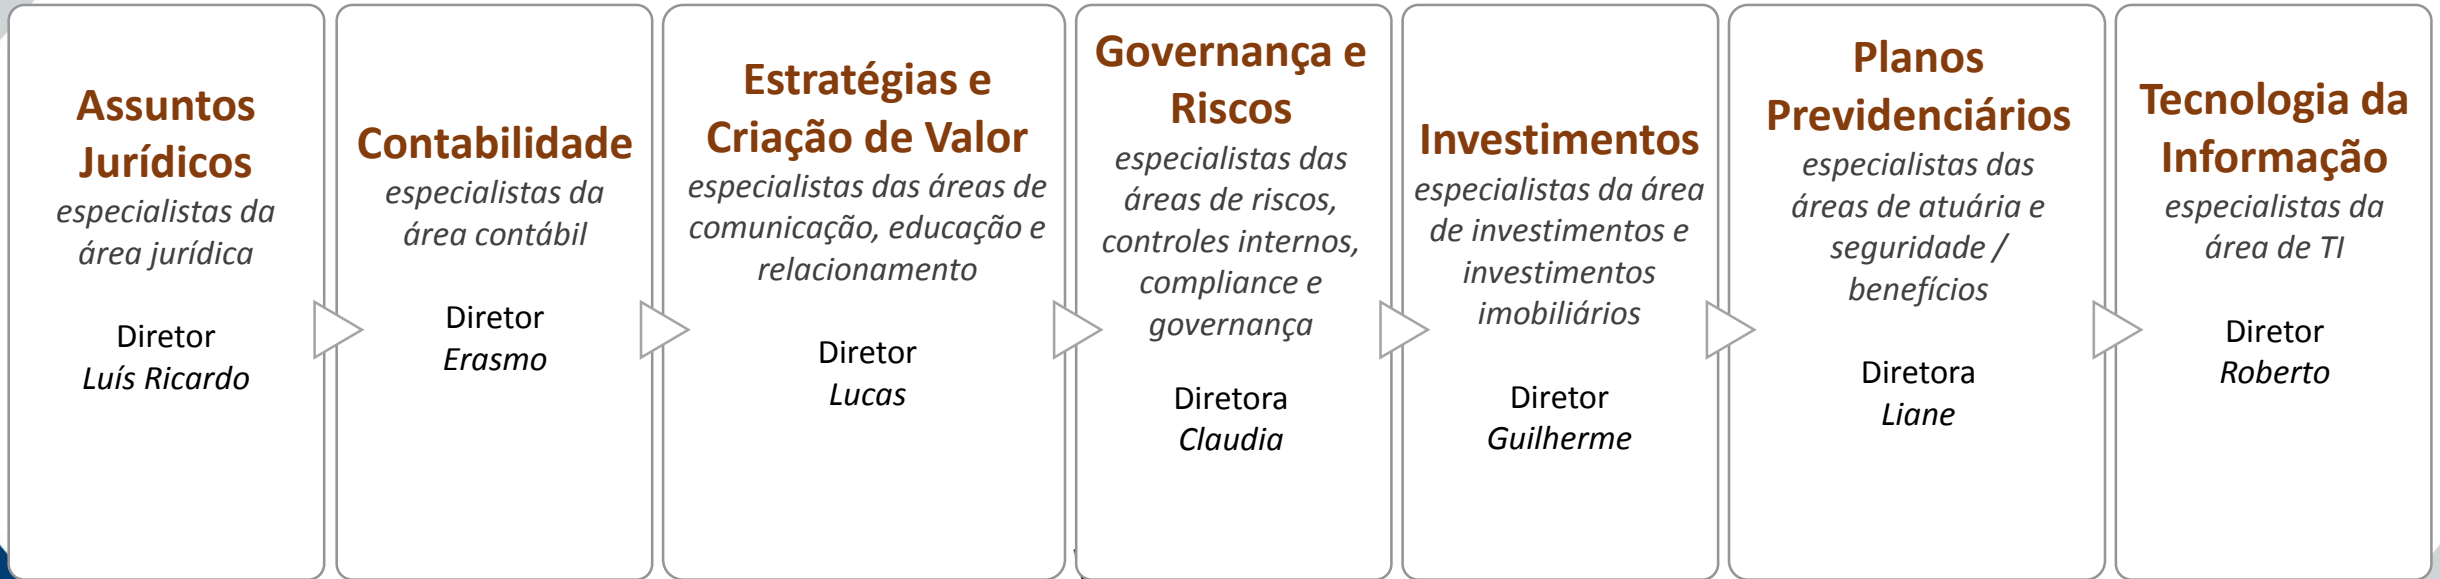 Assuntos
Jurídicos
especialistas da
área jurídica
Diretor
Luís Ricardo
Contabilidade
especialistas da
área contábil
Diretor
Erasmo
Estratégias e
Criação de Valor
especialistas das áreas de
comunicação, educação e
relacionamento
Diretor
Lucas
Governança e
Riscos
especialistas das
áreas de riscos,
controles internos,
compliance e
governança
Diretora
Claudia
Investimentos
especialistas da área
de investimentos e
investimentos
imobiliários
Diretor
Guilherme
Planos
Previdenciários
especialistas das
áreas de atuária e
seguridade /
benefícios
Diretora
Liane
Tecnologia da
Informação
especialistas da
área de TI
Diretor
Roberto